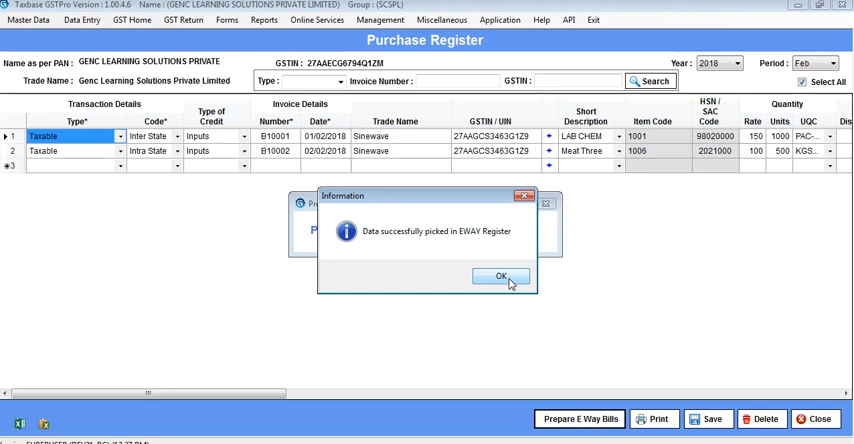 Taxbase GSTPro Version : 1.00.4.6 Name : (GENC LEARNING SOLUTIONS PRIVATE LIMITED) Group : (SCSPL)
Master Data Data Entry GST Home GST Return Forms Reports Online Services Management Miscellaneous Application Help API Exit
Purchase Register
Name as per PAN : GENC LEARNING SOLUTIONS PRIVATE GSTIN : 27AAECG6794Q1ZM Year : 2018 Period : Feb
Trade Name : Genc Learning Solutions Private Limited Type : Invoice Number : GSTIN : Search Select All
Transaction Details Type of Credit Invoice Details Trade Name GSTIN / UIN Short Description Item Code HSN / SAC Code Quantity
Type* Code* Number* Date* Rate Units UQC Dis
1 Taxable Inter State Inputs B10001 01/02/2018 Sinewave 27AAGCS3463G1Z9 + LAB CHEM 1001 98020000 150 1000 PAC-...
2 Taxable Intra State Inputs B10002 02/02/2018 Sinewave 27AAGCS3463G1Z9 + Meat Three 1006 2021000 100 500 KGS...
*3 +
Information
Data successfully picked in EWAY Register
OK
Prepare E Way Bills Print Save Delete Close